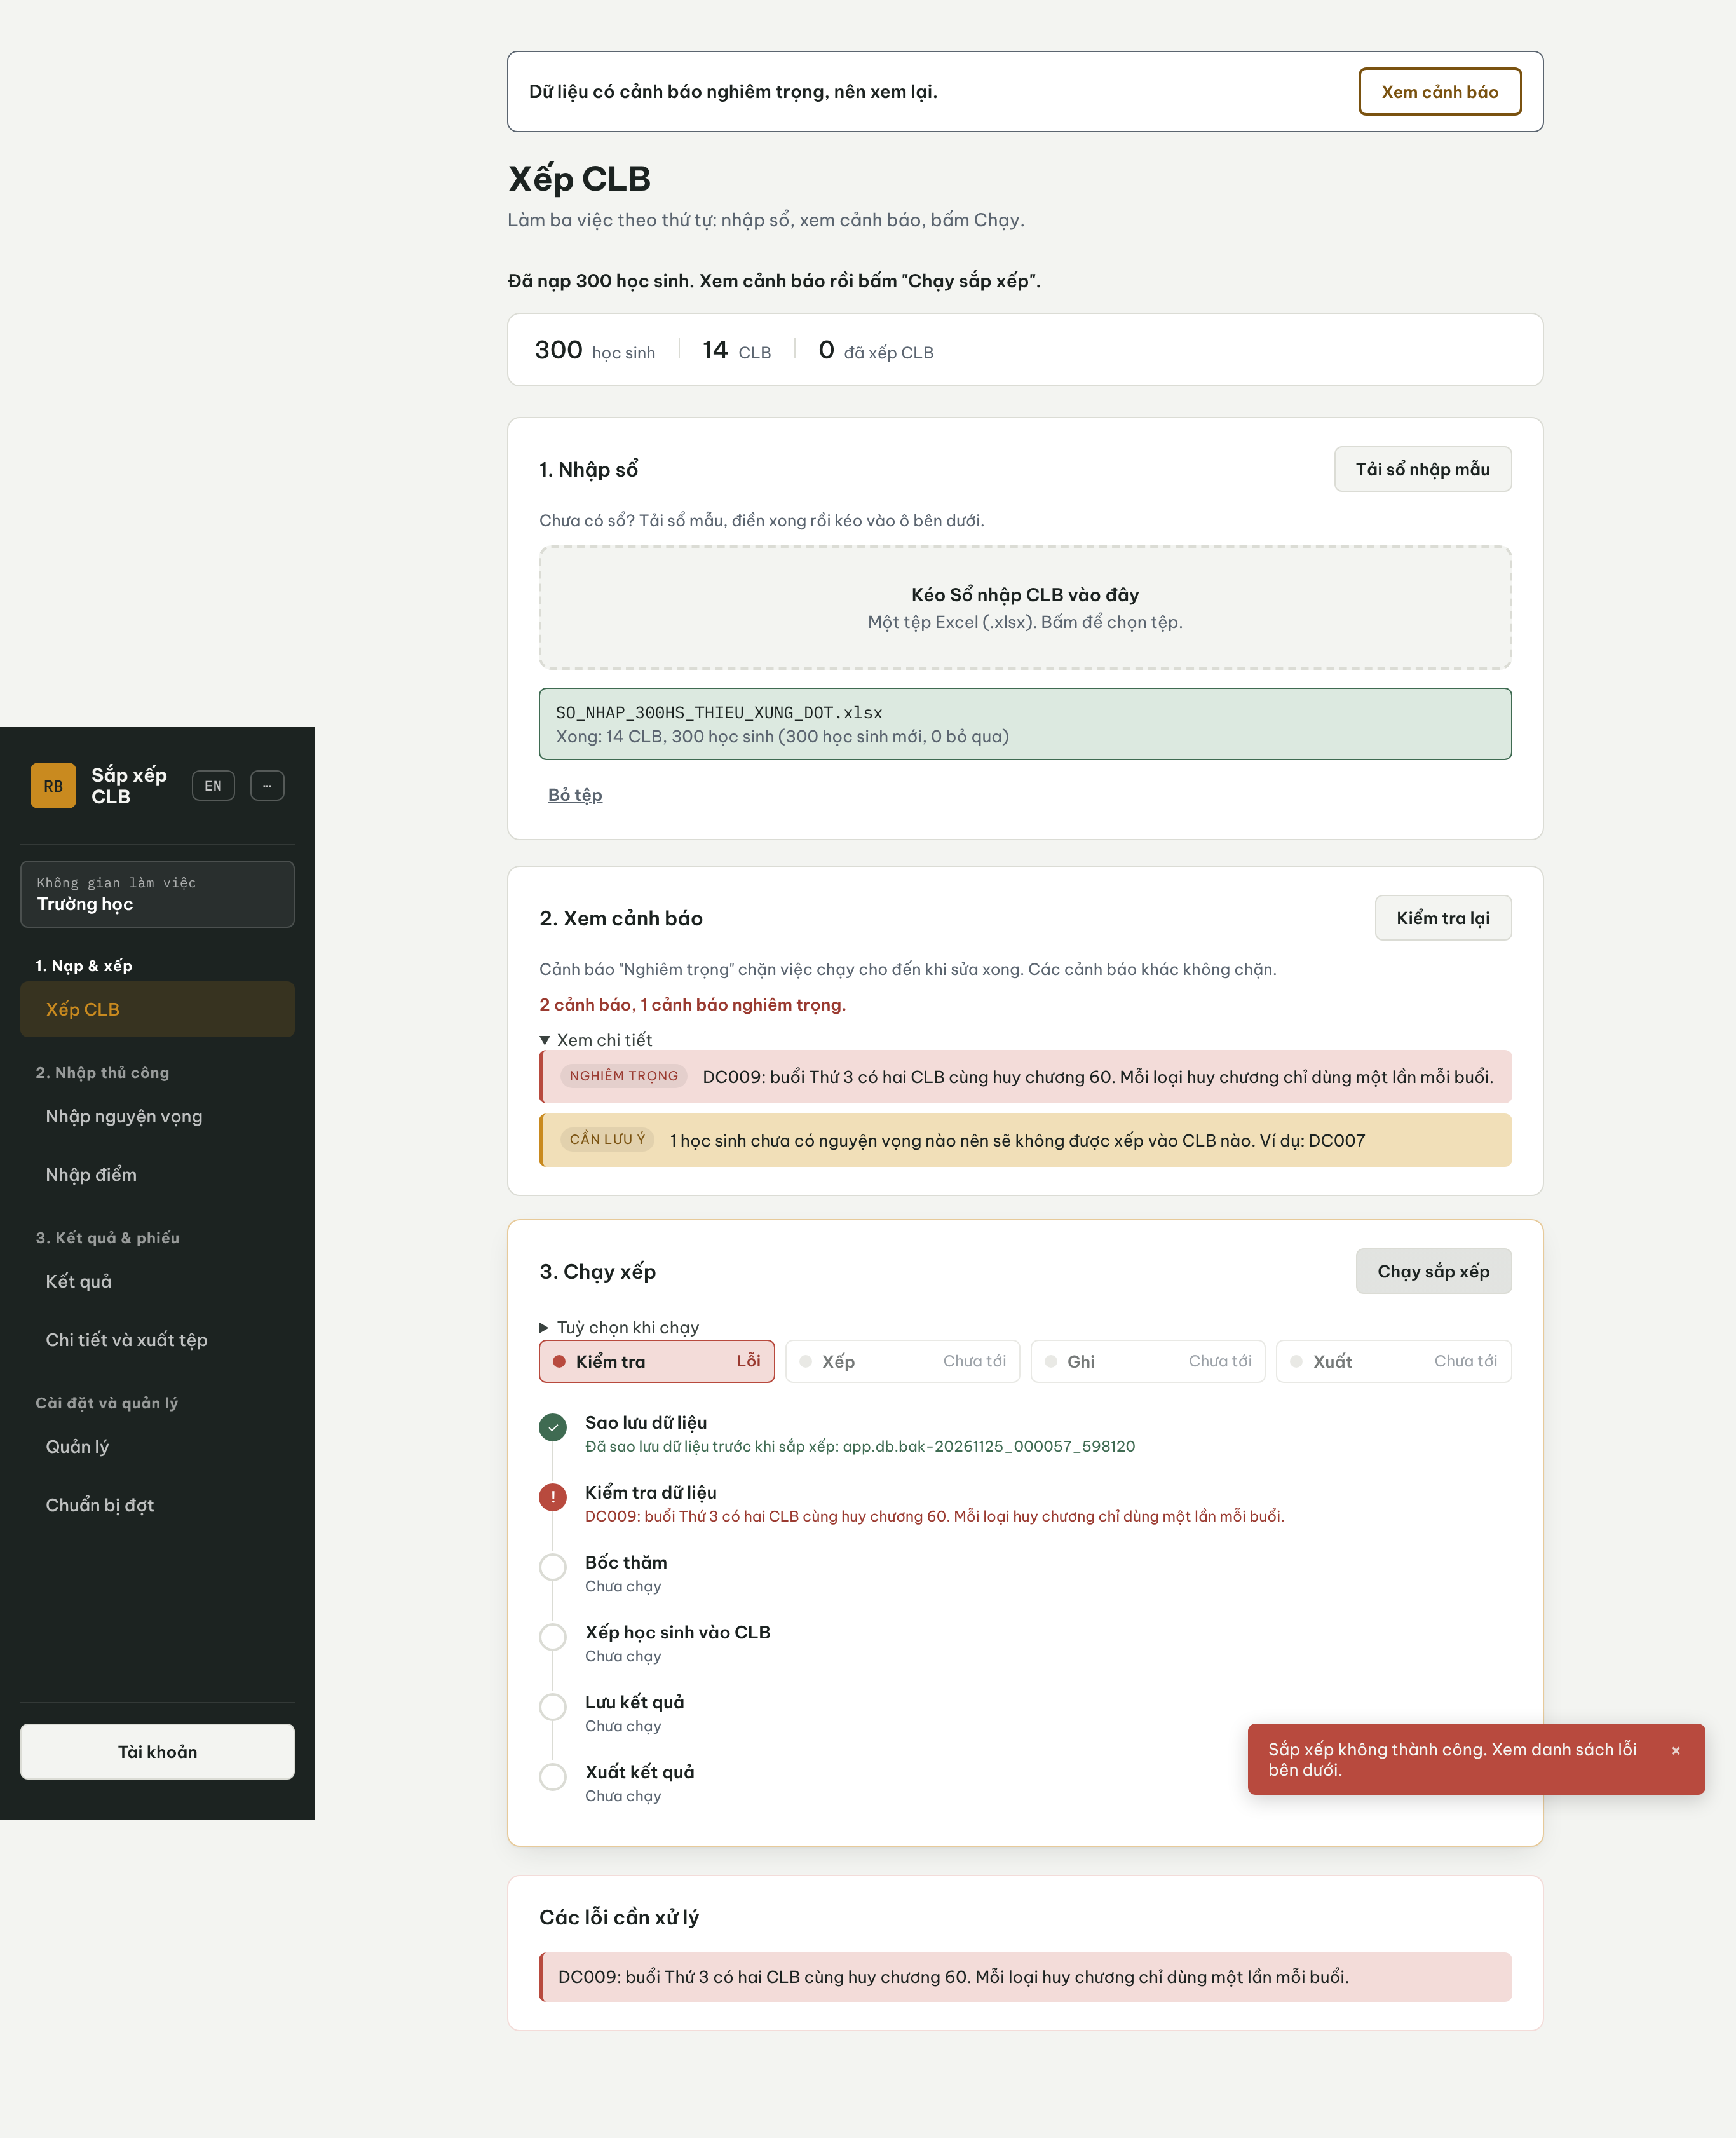 Dữ liệu có cảnh báo nghiêm trọng, nên xem lại.
Xem cảnh báo
Xếp CLB
Làm ba việc theo thứ tự: nhập sổ, xem cảnh báo, bấm Chạy.
Đã nạp 300 học sinh. Xem cảnh báo rồi bấm "Chạy sắp xếp".
300 học sinh
14 CLB
0 đã xếp CLB
1. Nhập sổ
Tải sổ nhập mẫu
Chưa có sổ? Tải sổ mẫu, điền xong rồi kéo vào ô bên dưới.
Kéo Sổ nhập CLB vào đây
Một tệp Excel (.xlsx). Bấm để chọn tệp.
SO_NHAP_300HS_THIEU_XUNG_DOT.xlsx
Xong: 14 CLB, 300 học sinh (300 học sinh mới, 0 bỏ qua)
Bỏ tệp
RB
Sắp xếp
CLB
EN
⋯
Không gian làm việc
Trường học
1. Nạp & xếp
Xếp CLB
2. Nhập thủ công
Nhập nguyện vọng
Nhập điểm
3. Kết quả & phiếu
Kết quả
Chi tiết và xuất tệp
Cài đặt và quản lý
Quản lý
Chuẩn bị đợt
Tài khoản
2. Xem cảnh báo
Kiểm tra lại
Cảnh báo "Nghiêm trọng" chặn việc chạy cho đến khi sửa xong. Các cảnh báo khác không chặn.
2 cảnh báo, 1 cảnh báo nghiêm trọng.
▼ Xem chi tiết
NGHIÊM TRỌNG DC009: buổi Thứ 3 có hai CLB cùng huy chương 60. Mỗi loại huy chương chỉ dùng một lần mỗi buổi.
CẦN LƯU Ý 1 học sinh chưa có nguyện vọng nào nên sẽ không được xếp vào CLB nào. Ví dụ: DC007
3. Chạy xếp
Chạy sắp xếp
▶ Tuỳ chọn khi chạy
Kiểm tra Lỗi
Xếp Chưa tới
Ghi Chưa tới
Xuất Chưa tới
Sao lưu dữ liệu
Đã sao lưu dữ liệu trước khi sắp xếp: app.db.bak-20261125_000057_598120
!
Kiểm tra dữ liệu
DC009: buổi Thứ 3 có hai CLB cùng huy chương 60. Mỗi loại huy chương chỉ dùng một lần mỗi buổi.
Bốc thăm
Chưa chạy
Xếp học sinh vào CLB
Chưa chạy
Lưu kết quả
Chưa chạy
Xuất kết quả
Chưa chạy
Sắp xếp không thành công. Xem danh sách lỗi
bên dưới.
×
Các lỗi cần xử lý
DC009: buổi Thứ 3 có hai CLB cùng huy chương 60. Mỗi loại huy chương chỉ dùng một lần mỗi buổi.